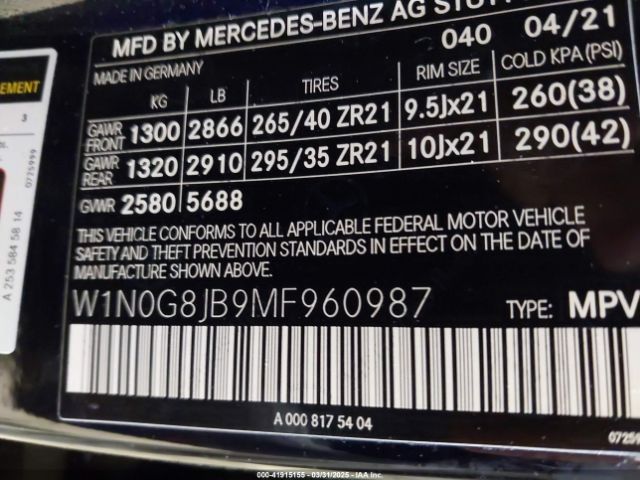 MFD BY MERCEDES-BENZ AG STUT
MADE IN GERMANY 040 04/21
KG LB TIRES RIM SIZE COLD KPA (PSI)
GAWR FRONT 1300 2866 265/40 ZR21 9.5Jx21 260(38)
GAWR REAR 1320 2910 295/35 ZR21 10Jx21 290(42)
GVWR 2580 5688
THIS VEHICLE CONFORMS TO ALL APPLICABLE FEDERAL MOTOR VEHICLE
SAFETY AND THEFT PREVENTION STANDARDS IN EFFECT ON THE DATE OF
MANUFACTURE SHOWN ABOVE.
W1N0G8JB9MF960987 TYPE: MPV
A 000 817 54 04
0725
EMENT
3
0725999
A 253 584 58 14
000-41915155 - 03/31/2025 - IAA, Inc.